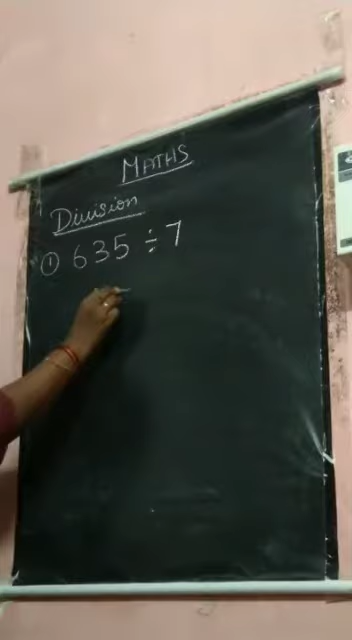 MATHS
Division
① 635 ÷ 7